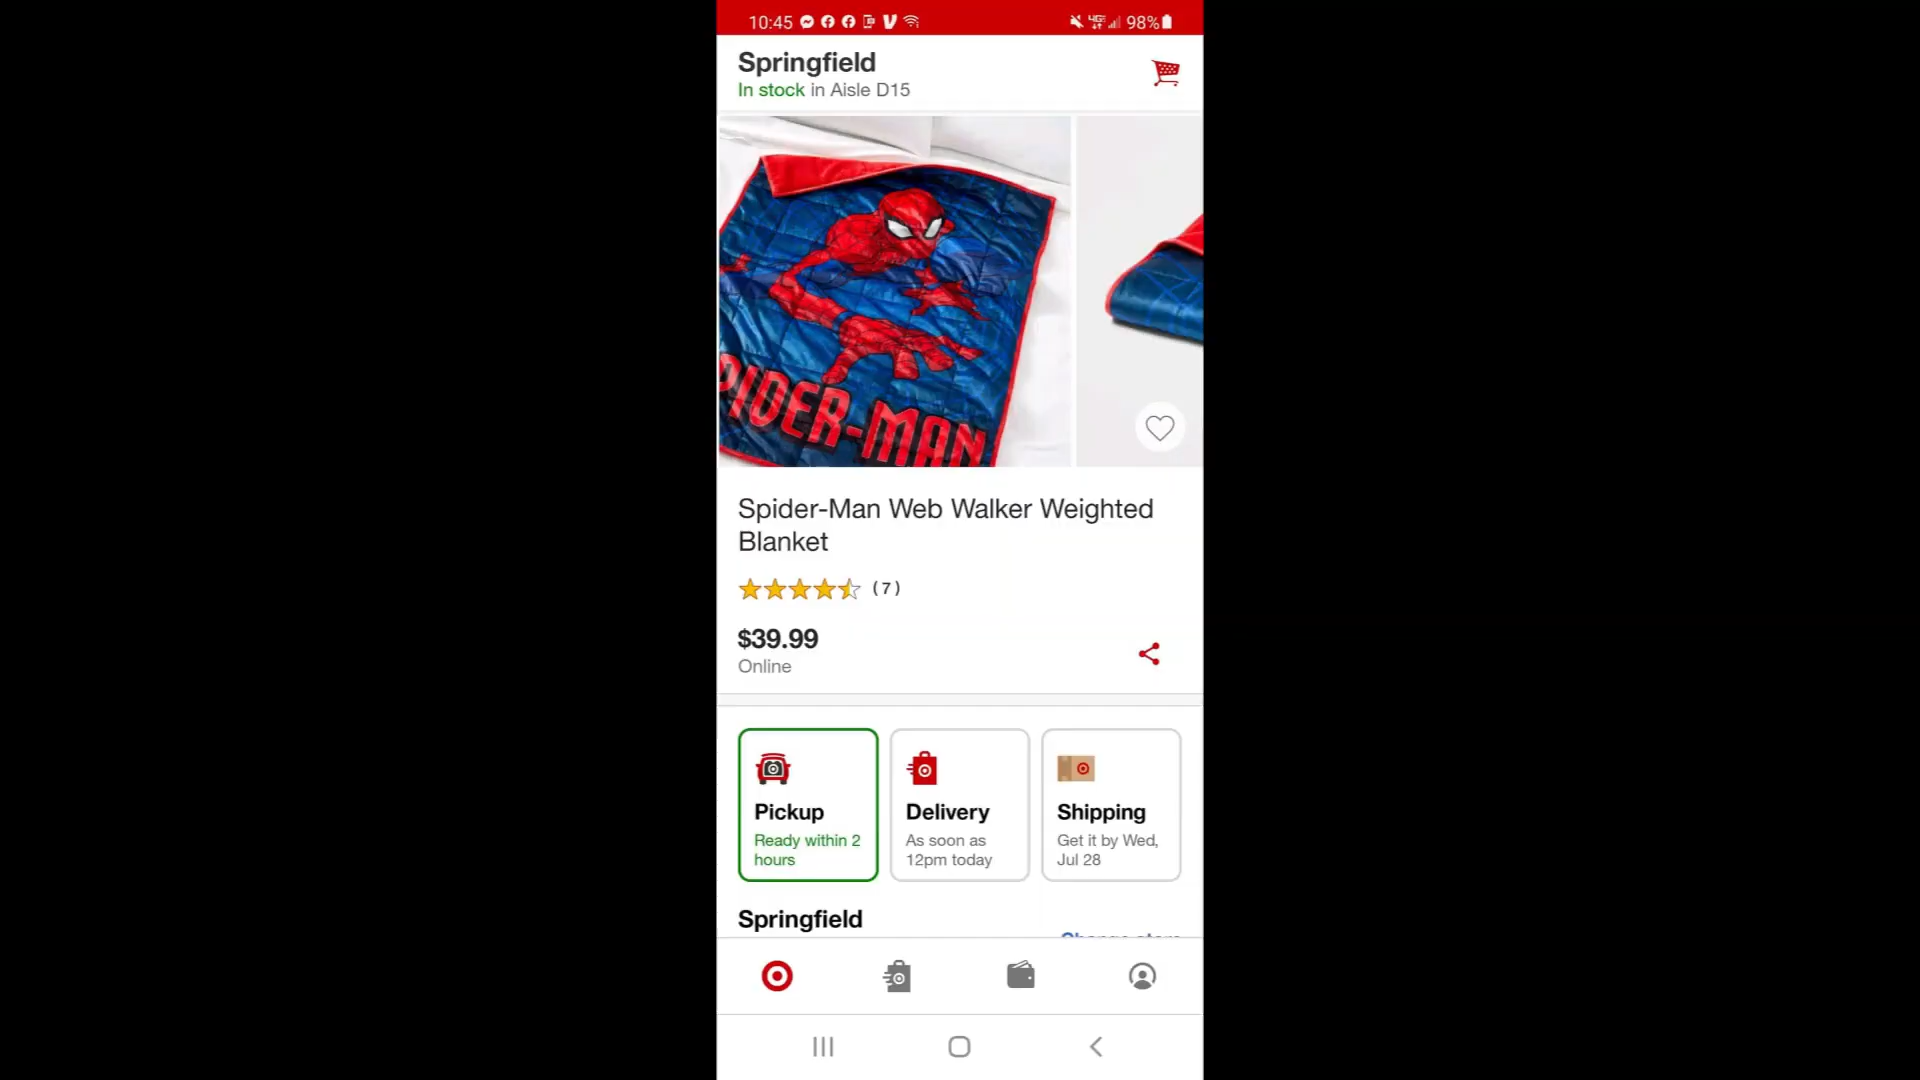 10:45
98%
Springfield
In stock in Aisle D15
PIDER-MAN
Spider-Man Web Walker Weighted
Blanket
(7)
$39.99
Online
Pickup
Ready within 2
hours
Delivery
As soon as
12pm today
Shipping
Get it by Wed,
Jul 28
Springfield